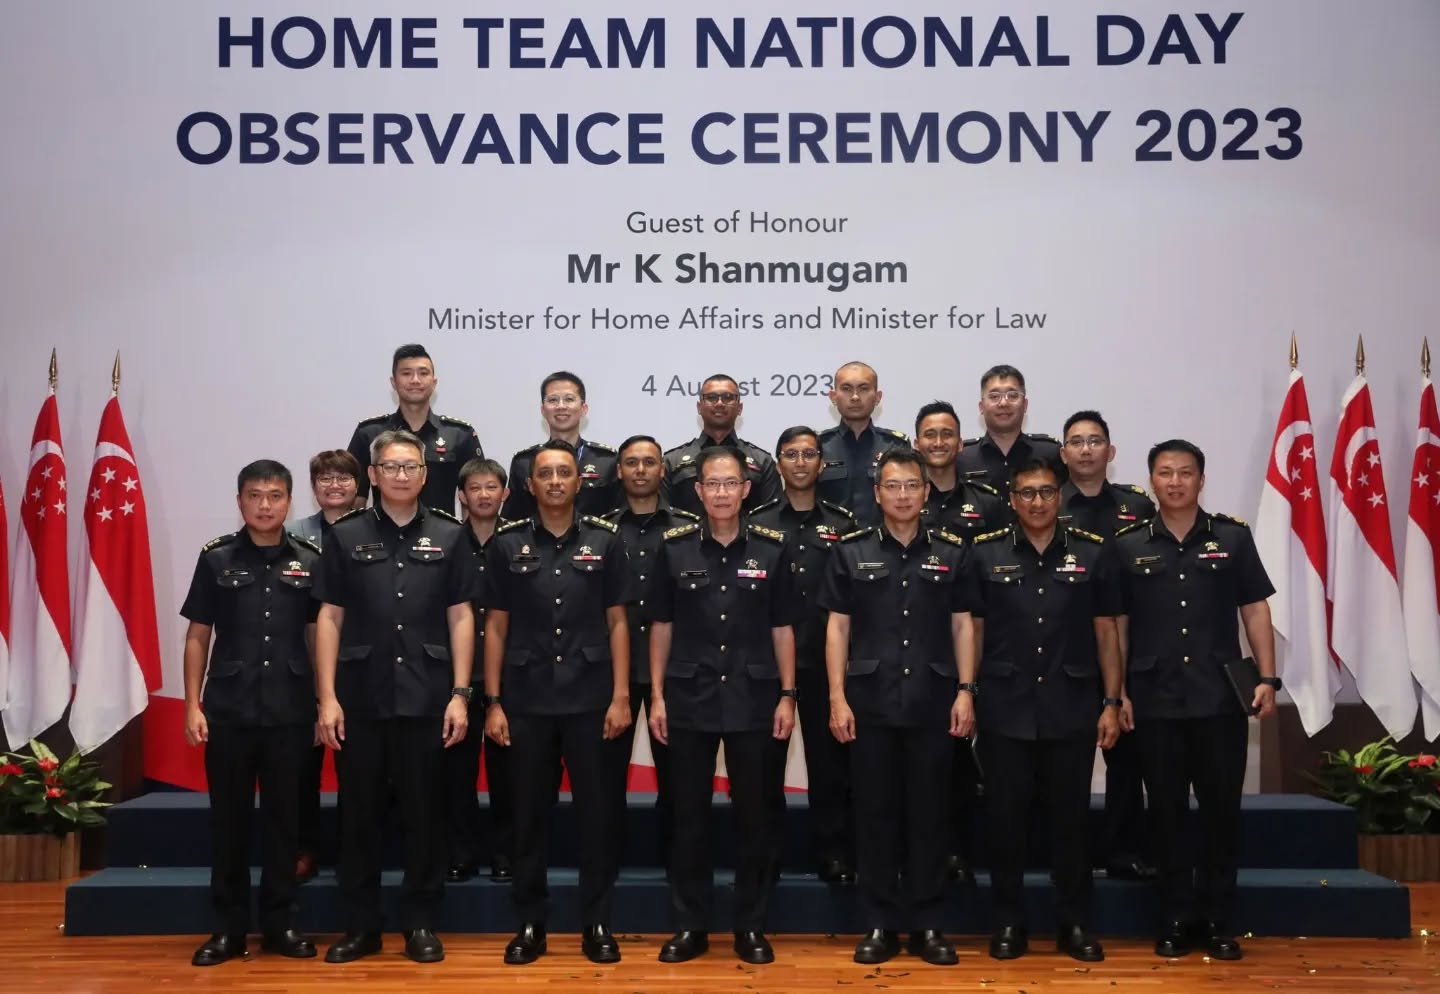 HOME TEAM NATIONAL DAY
OBSERVANCE CEREMONY 2023
Guest of Honour
Mr K Shanmugam
Minister for Home Affairs and Minister for Law
4 August 2023